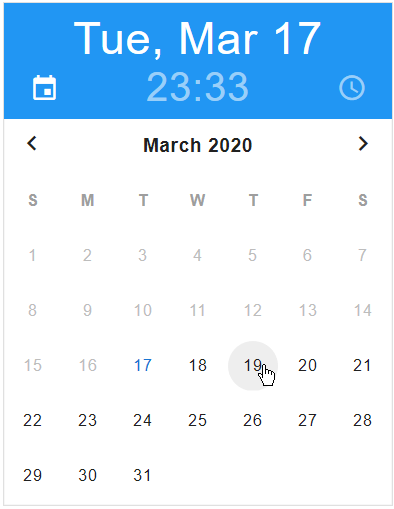 Tue, Mar 17
23:33
March 2020
S M T W T F S
1 2 3 4 5 6 7
8 9 10 11 12 13 14
15 16 17 18 19 20 21
22 23 24 25 26 27 28
29 30 31